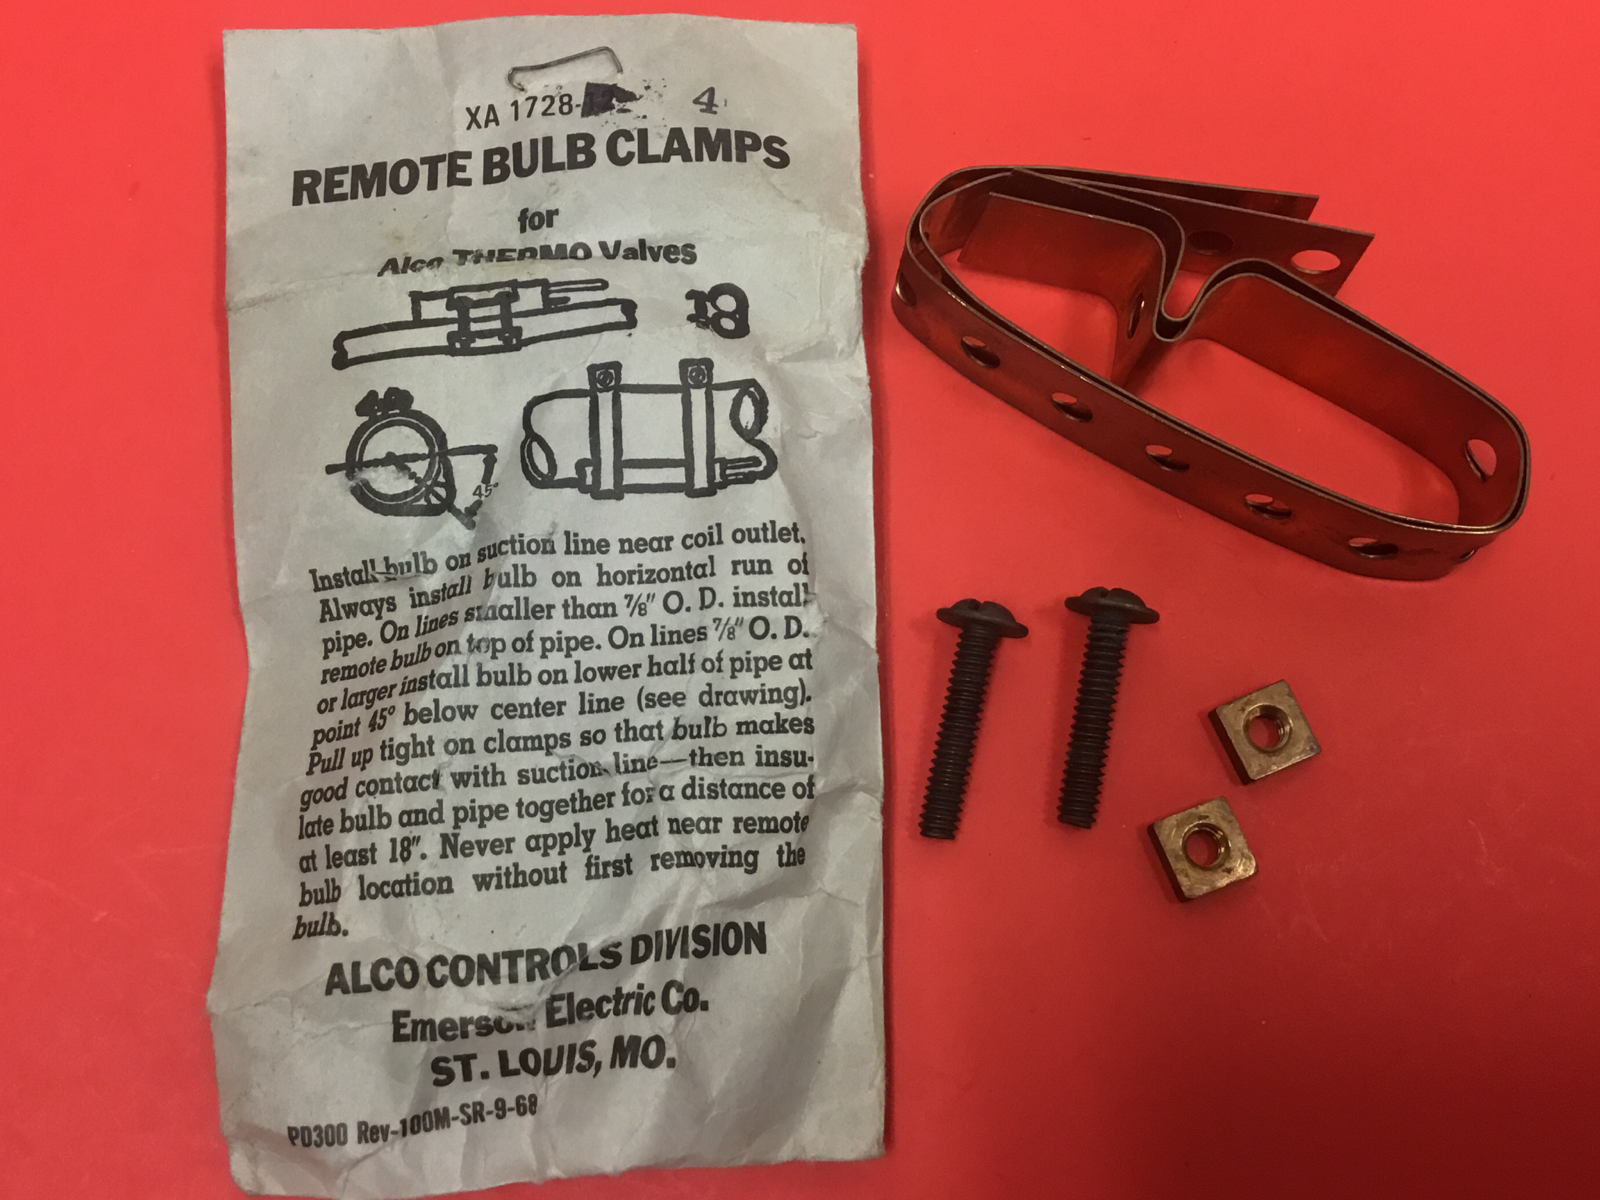 XA 1728- 4
REMOTE BULB CLAMPS
for
Alco THERMO Valves
45°
Install bulb on suction line near coil outlet.
Always install bulb on horizontal run of
pipe. On lines smaller than 7/8" O. D. install
remote bulb on top of pipe. On lines 7/8" O. D.
or larger install bulb on lower half of pipe at
point 45° below center line (see drawing).
Pull up tight on clamps so that bulb makes
good contact with suction line—then insu-
late bulb and pipe together for a distance of
at least 18". Never apply heat near remote
bulb location without first removing the
bulb.
ALCO CONTROLS DIVISION
Emerson Electric Co.
ST. LOUIS, MO.
PD300 Rev-100M-SR-9-68